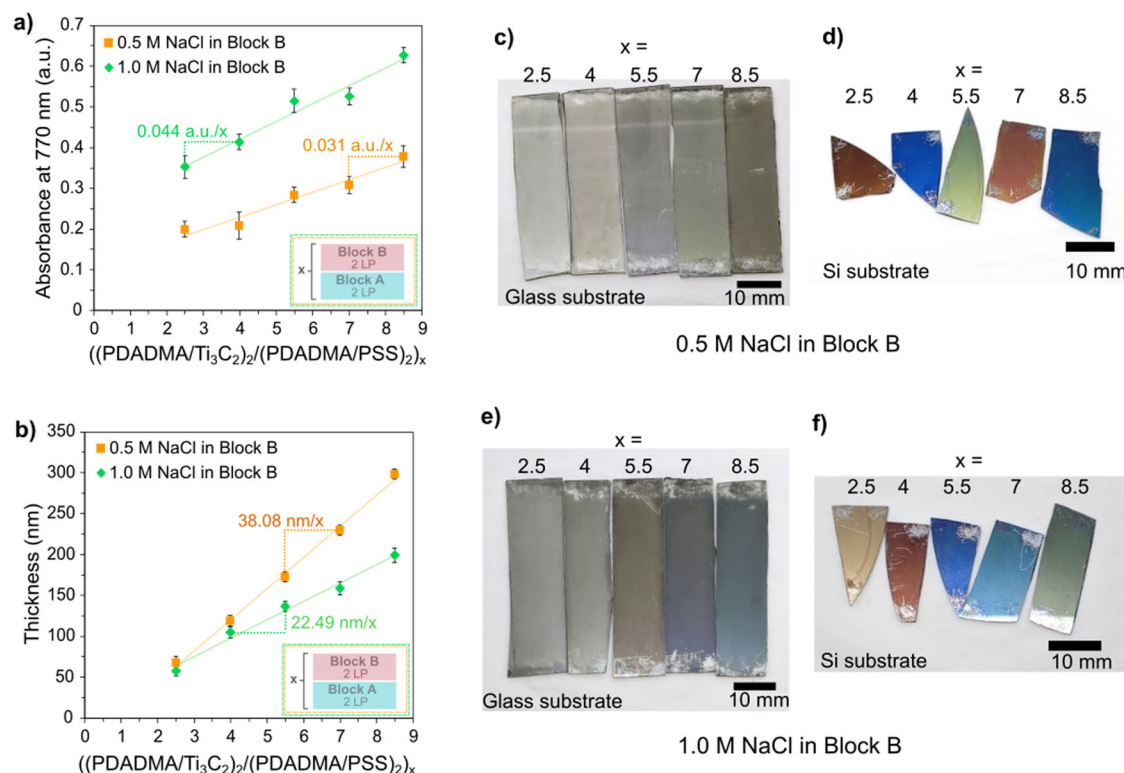 a)
0.7
0.6
0.5
0.4
0.3
0.2
0.1
0
Absorbance at 770 nm (a.u.)
0.5 M NaCl in Block B
1.0 M NaCl in Block B
0.044 a.u./x
0.031 a.u./x
x
Block B
2 LP
Block A
2 LP
0 1 2 3 4 5 6 7 8 9
((PDADMA/Ti₃C₂)₂/(PDADMA/PSS)₂)ₓ
c)
x =
2.5 4 5.5 7 8.5
Glass substrate
10 mm
d)
x =
2.5 4 5.5 7 8.5
Si substrate
10 mm
0.5 M NaCl in Block B
b)
350
300
250
200
150
100
50
0
Thickness (nm)
0.5 M NaCl in Block B
1.0 M NaCl in Block B
38.08 nm/x
22.49 nm/x
x
Block B
2 LP
Block A
2 LP
0 1 2 3 4 5 6 7 8 9
((PDADMA/Ti₃C₂)₂/(PDADMA/PSS)₂)ₓ
e)
x =
2.5 4 5.5 7 8.5
Glass substrate
10 mm
f)
x =
2.5 4 5.5 7 8.5
Si substrate
10 mm
1.0 M NaCl in Block B